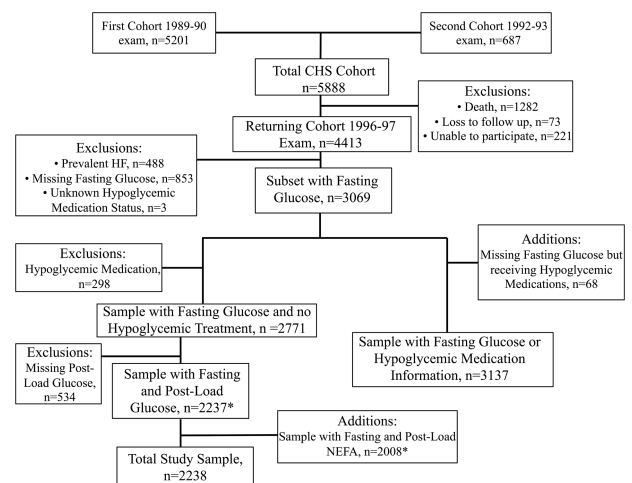 First Cohort 1989-90
exam, n=5201
Second Cohort 1992-93
exam, n=687
Total CHS Cohort
n=5888
Exclusions:
• Death, n=1282
• Loss to follow up, n=73
• Unable to participate, n=221
Returning Cohort 1996-97
Exam, n=4413
Exclusions:
• Prevalent HF, n=488
• Missing Fasting Glucose, n=853
• Unknown Hypoglycemic
Medication Status, n=3
Subset with Fasting
Glucose, n=3069
Exclusions:
Hypoglycemic Medication,
n=298
Additions:
Missing Fasting Glucose but
receiving Hypoglycemic
Medications, n=68
Sample with Fasting Glucose and no
Hypoglycemic Treatment, n =2771
Sample with Fasting Glucose or
Hypoglycemic Medication
Information, n=3137
Exclusions:
Missing Post-
Load Glucose,
n=534
Sample with Fasting
and Post-Load
Glucose, n=2237*
Additions:
Sample with Fasting and Post-Load
NEFA, n=2008*
Total Study Sample,
n=2238